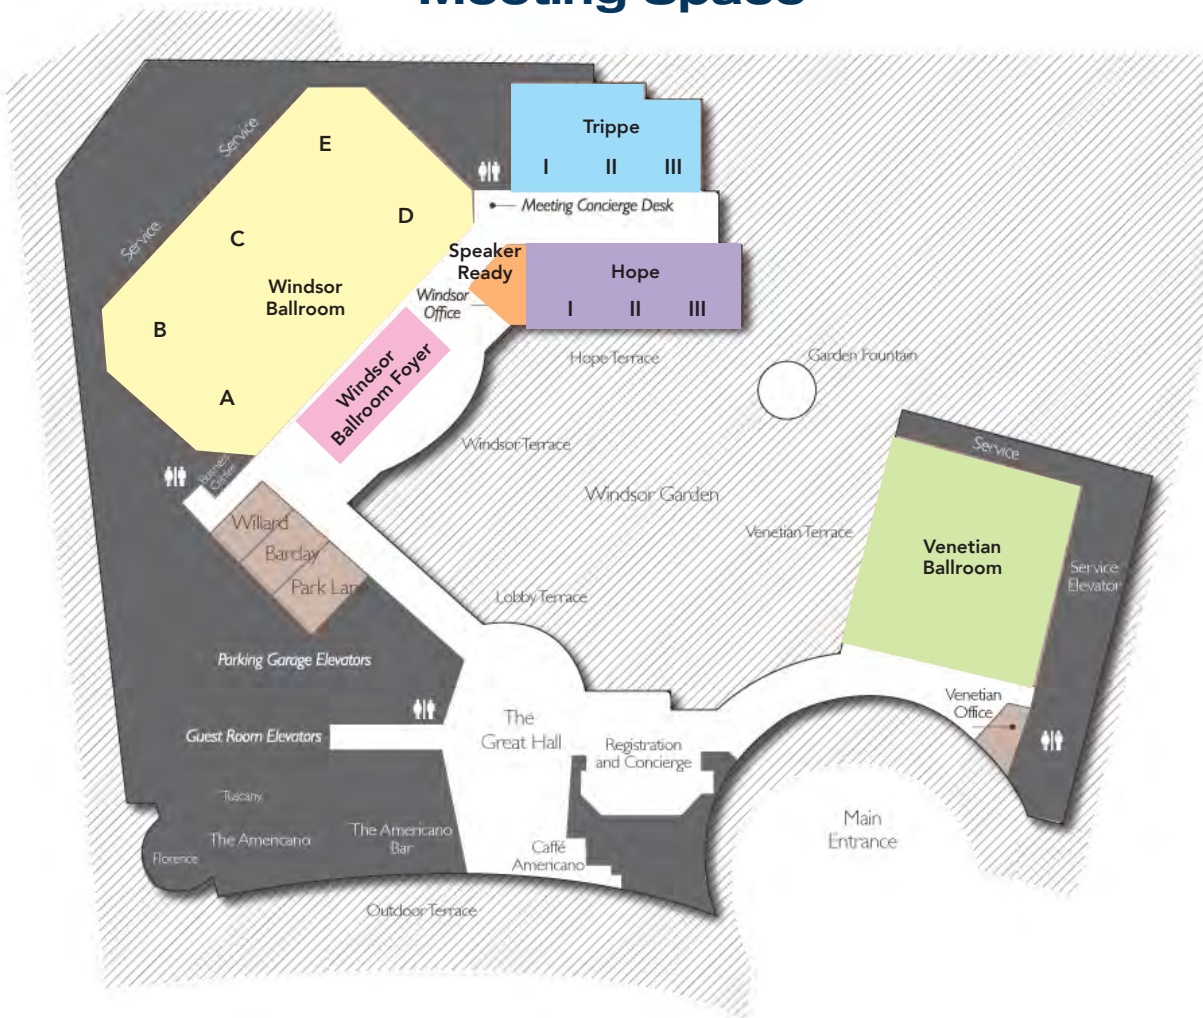 Meeting Space
Service
E
Trippe
I II III
Meeting Concierge Desk
D
Service
C
Speaker
Ready
Hope
I II III
Windsor
Ballroom
Windsor
Office
B
A
Windsor
Ballroom Foyer
Hope Terrace
Garden Fountain
Windsor Terrace
Service
Business
Center
Windsor Garden
Willard
Barclay
Park Lane
Venetian Terrace
Venetian
Ballroom
Service
Elevator
Lobby Terrace
Parking Garage Elevators
Venetian
Office
Guest Room Elevators
The
Great Hall
Registration
and Concierge
Tuscany
The Americano
Florence
The Americano
Bar
Caffé
Americano
Main
Entrance
Outdoor Terrace